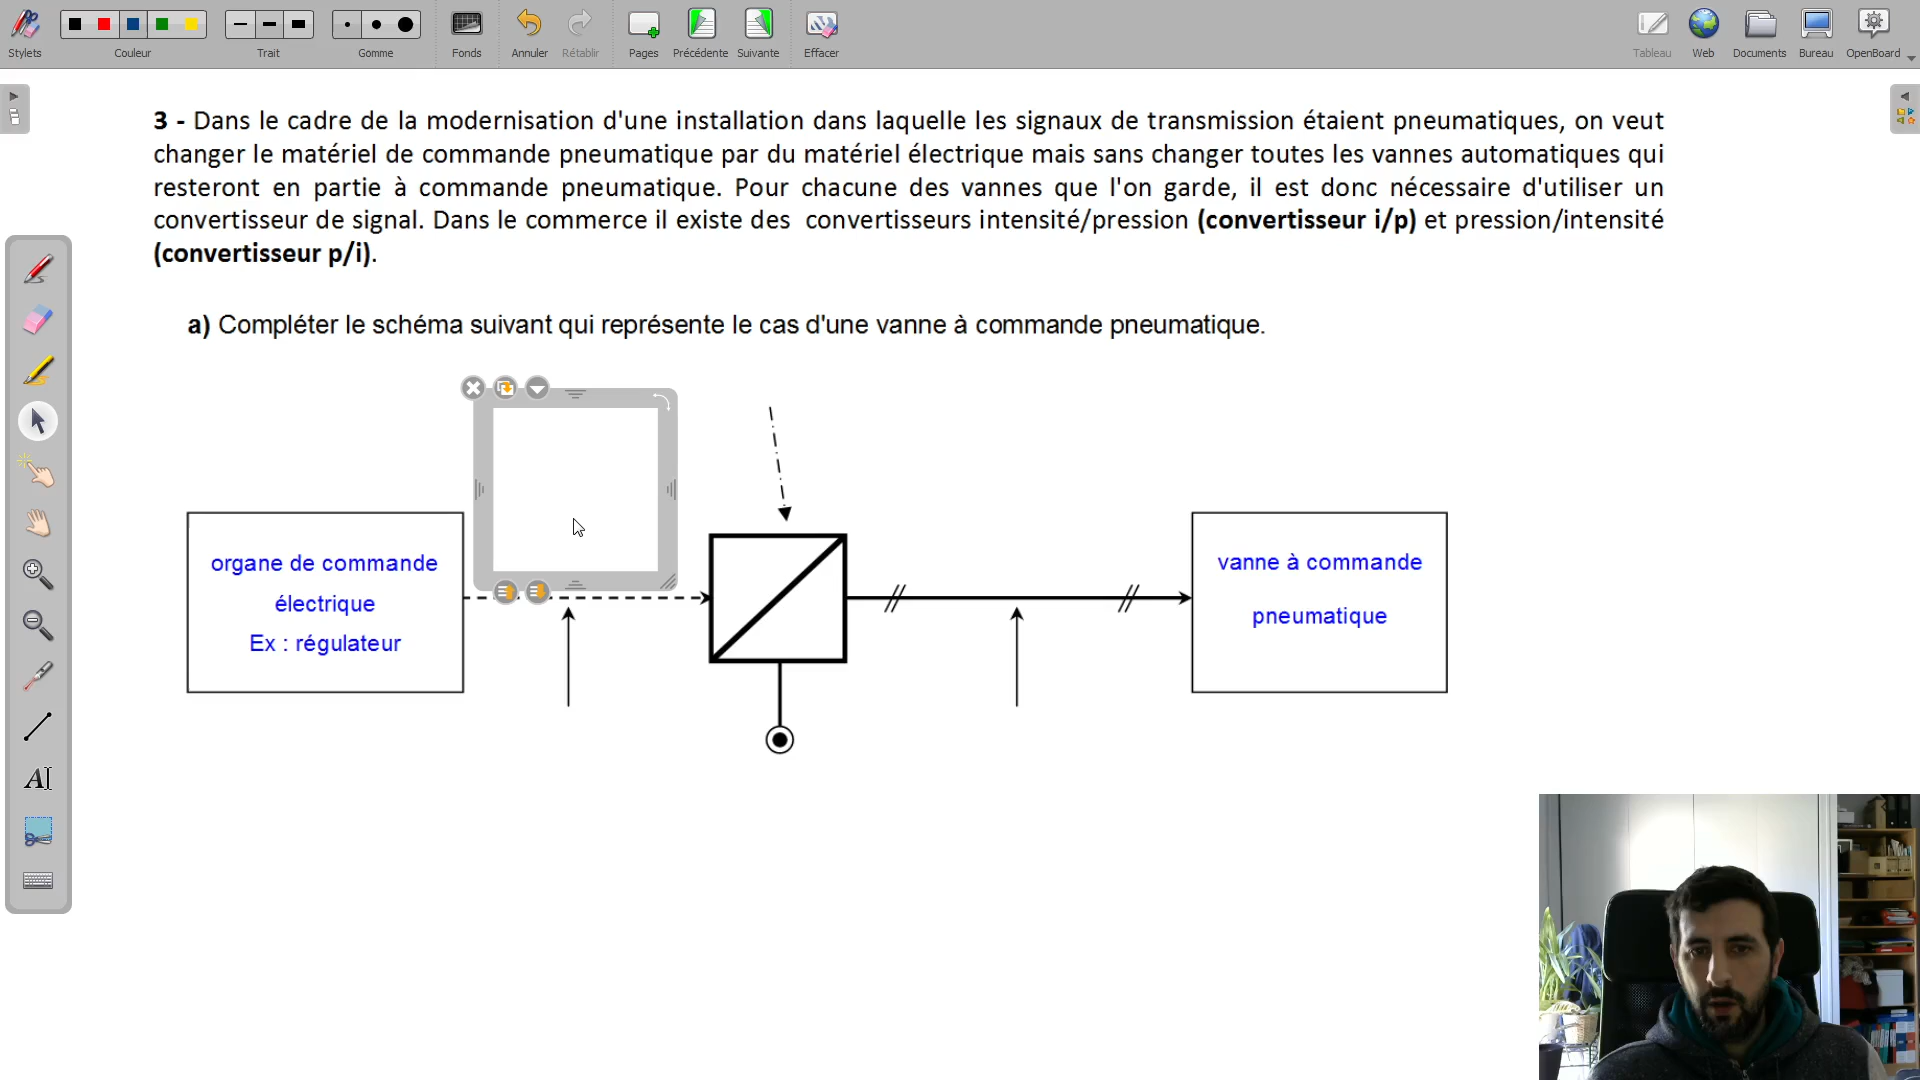 Stylets
Couleur
Trait
Gomme
Fonds
Annuler
Rétablir
Pages
Précédente
Suivante
Effacer
Tableau
Web
Documents
Bureau
OpenBoard
3 - Dans le cadre de la modernisation d'une installation dans laquelle les signaux de transmission étaient pneumatiques, on veut
changer le matériel de commande pneumatique par du matériel électrique mais sans changer toutes les vannes automatiques qui
resteront en partie à commande pneumatique. Pour chacune des vannes que l'on garde, il est donc nécessaire d'utiliser un
convertisseur de signal. Dans le commerce il existe des convertisseurs intensité/pression (convertisseur i/p) et pression/intensité
(convertisseur p/i).
a) Compléter le schéma suivant qui représente le cas d'une vanne à commande pneumatique.
organe de commande
électrique
Ex : régulateur
vanne à commande
pneumatique